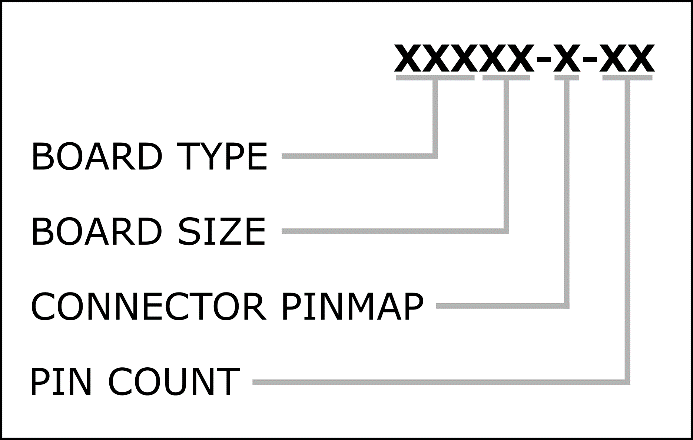 XXXXX-X-XX
BOARD TYPE
BOARD SIZE
CONNECTOR PINMAP
PIN COUNT